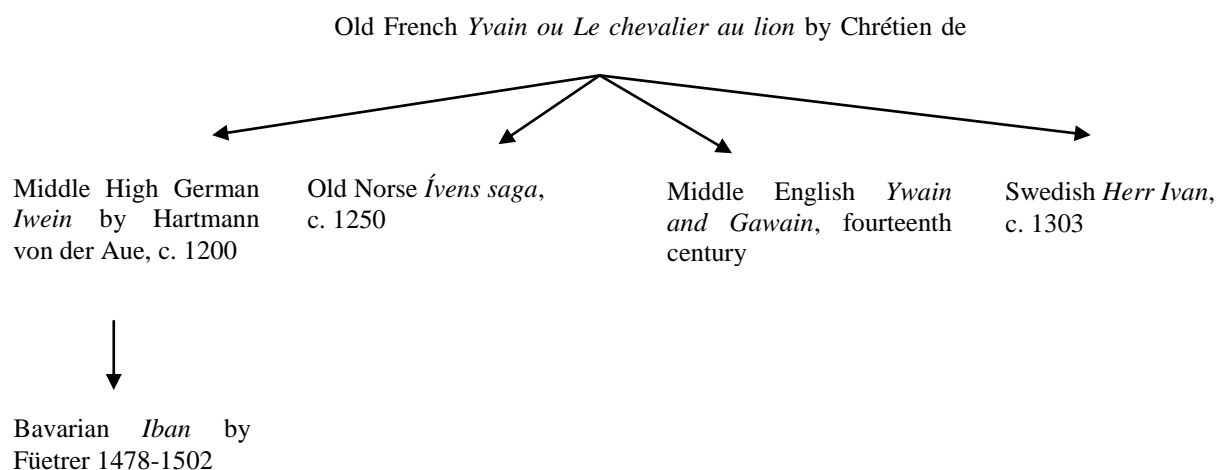 Old French Yvain ou Le chevalier au lion by Chrétien de
Middle High German
Iwein by Hartmann
von der Aue, c. 1200
Old Norse Ívens saga,
c. 1250
Middle English Ywain
and Gawain, fourteenth
century
Swedish Herr Ivan,
c. 1303
Bavarian Iban by
Füetrer 1478-1502